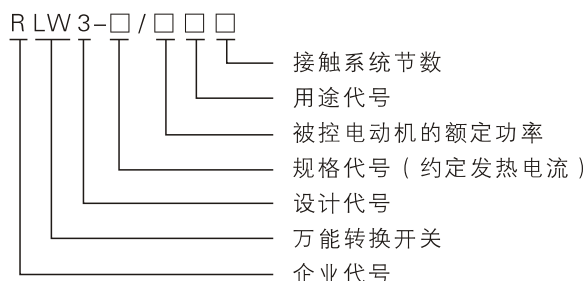 RLW3-□/□□□
接触系统节数
用途代号
被控电动机的额定功率
规格代号(约定发热电流)
设计代号
万能转换开关
企业代号